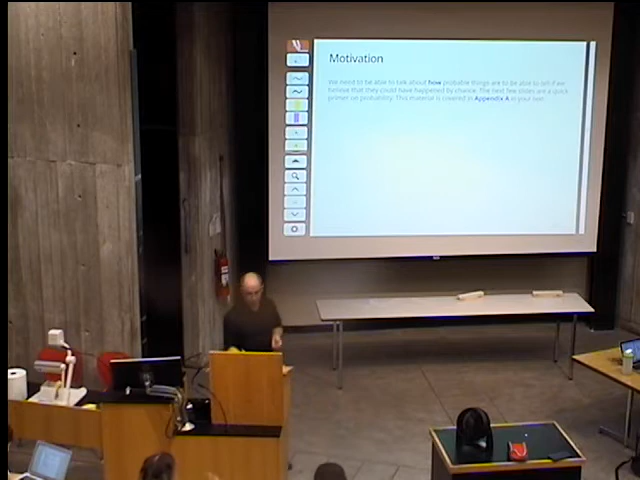 Motivation
We need to be able to talk about how probable things are to be able to tell if we
believe that they could have happened by chance. The next few slides are a quick
primer on probability. This material is covered in Appendix A in your text.